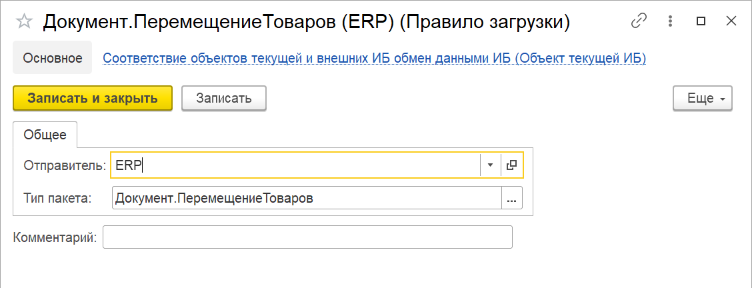 Документ.ПеремещениеТоваров (ERP) (Правило загрузки)
Основное Соответствие объектов текущей и внешних ИБ обмен данными ИБ (Объект текущей ИБ)
Записать и закрыть Записать Еще
Общее
Отправитель: ERP
Тип пакета: Документ.ПеремещениеТоваров ...
Комментарий: